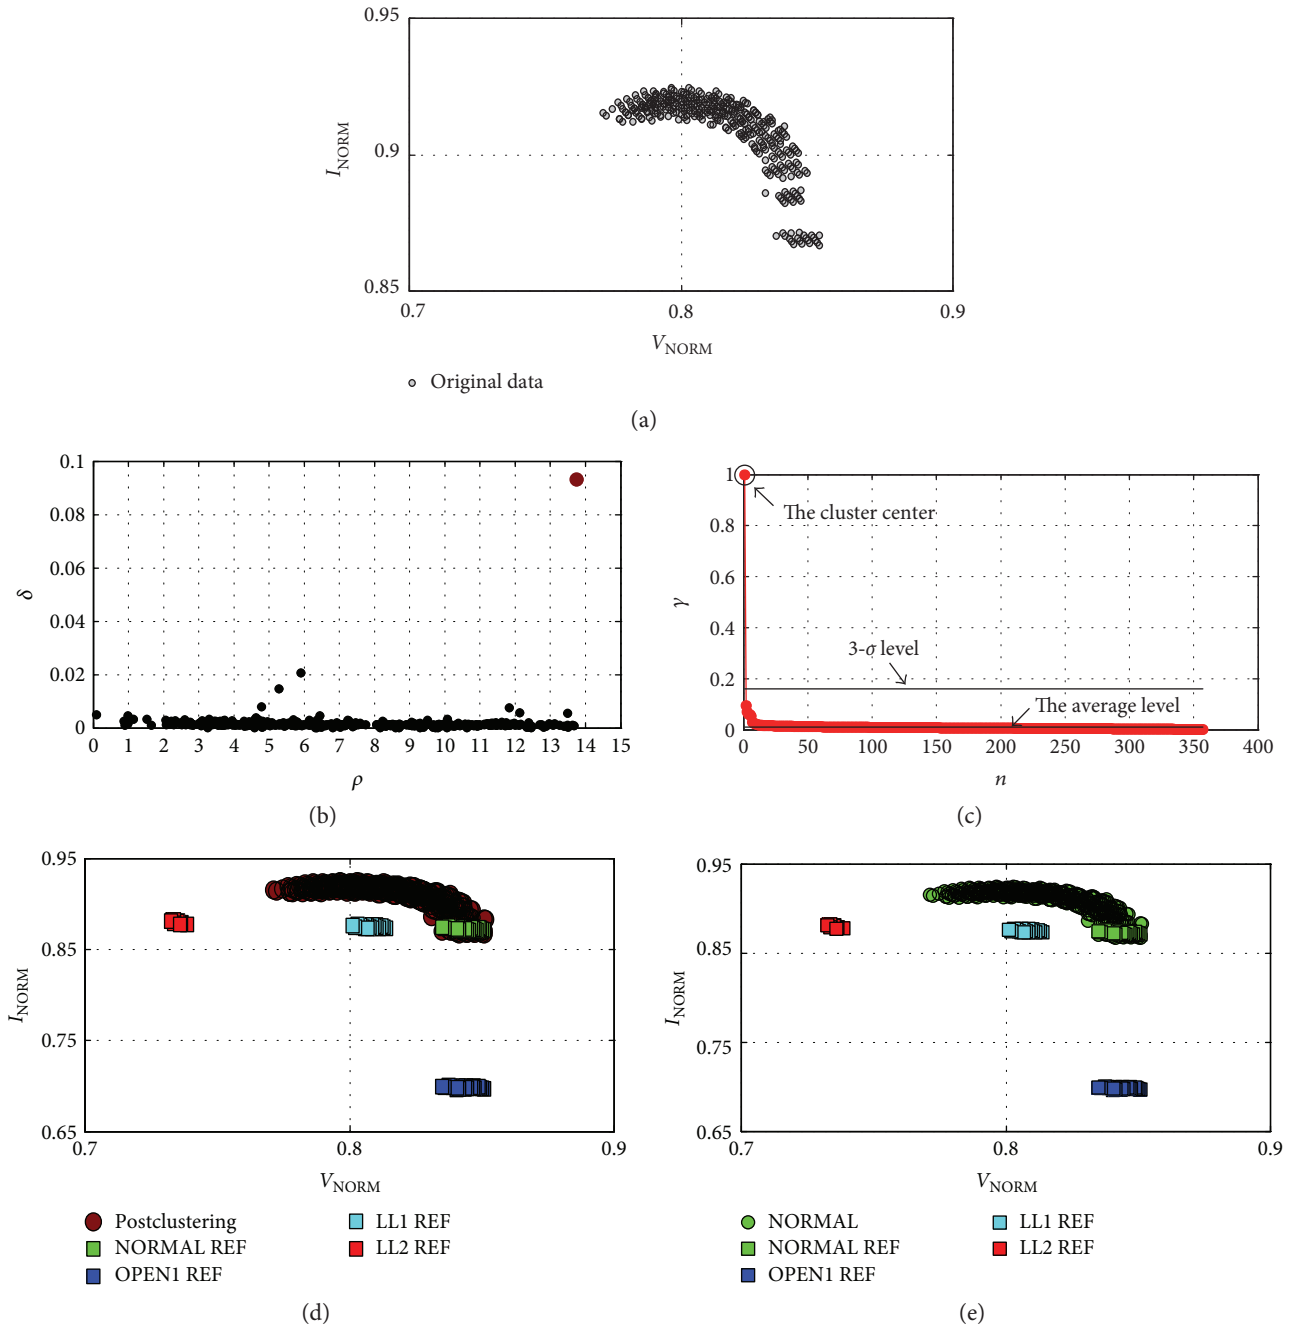 0.95
0.9
0.85
I_NORM
0.7
0.8
0.9
V_NORM
Original data
(a)
0.1
0.08
0.06
0.04
0.02
0
δ
0 1 2 3 4 5 6 7 8 9 10 11 12 13 14 15
ρ
(b)
1
0.8
0.6
0.4
0.2
0
γ
The cluster center
3-σ level
The average level
0 50 100 150 200 250 300 350 400
n
(c)
0.95
0.85
0.75
0.65
I_NORM
0.7 0.8 0.9
V_NORM
Postclustering
NORMAL REF
OPEN1 REF
LL1 REF
LL2 REF
(d)
0.95
0.85
0.75
0.65
I_NORM
0.7 0.8 0.9
V_NORM
NORMAL
NORMAL REF
OPEN1 REF
LL1 REF
LL2 REF
(e)